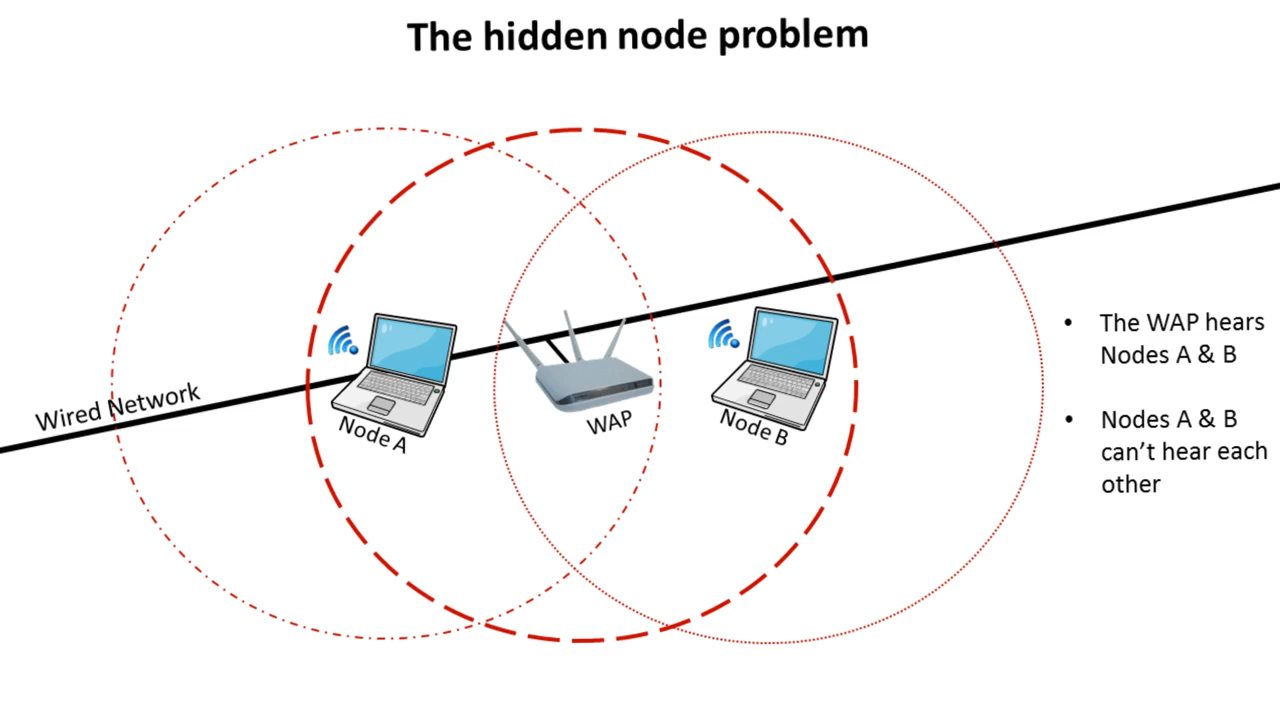 The hidden node problem
Wired Network
Node A
WAP
Node B
• The WAP hears
Nodes A & B
• Nodes A & B
can't hear each
other